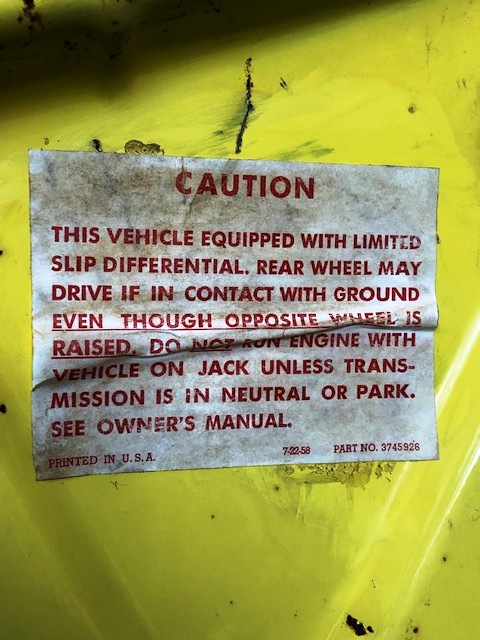 CAUTION
THIS VEHICLE EQUIPPED WITH LIMITED
SLIP DIFFERENTIAL. REAR WHEEL MAY
DRIVE IF IN CONTACT WITH GROUND
EVEN THOUGH OPPOSITE WHEEL IS
RAISED. DO NOT RUN ENGINE WITH
VEHICLE ON JACK UNLESS TRANS-
MISSION IS IN NEUTRAL OR PARK.
SEE OWNER'S MANUAL.
PRINTED IN U.S.A. 7-22-58 PART NO. 3745926